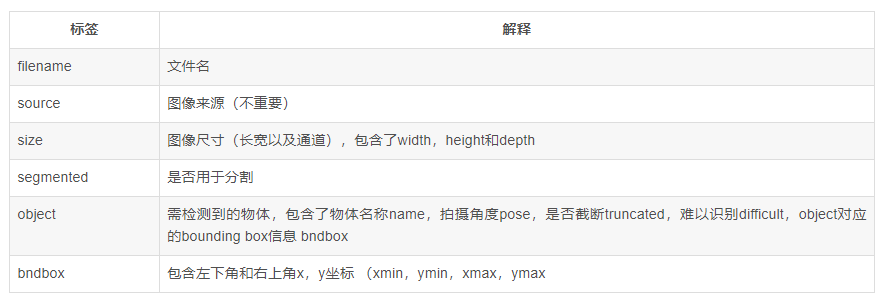 标签 解释
filename 文件名
source 图像来源（不重要）
size 图像尺寸（长宽以及通道），包含了width，height和depth
segmented 是否用于分割
object 需检测到的物体，包含了物体名称name，拍摄角度pose，是否截断truncated，难以识别difficult，object对应
的bounding box信息 bndbox
bndbox 包含左下角和右上角x，y坐标 （xmin，ymin，xmax，ymax